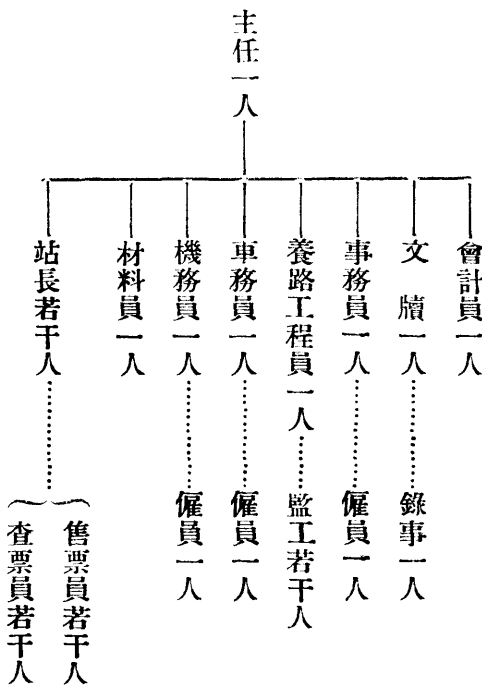 主任一人
會計員一人
文牘一人
錄事一人
事務員一人
僱員一人
養路工程員一人
監工若干人
車務員一人
僱員一人
機務員一人
僱員一人
材料員一人
站長若干人
售票員若干人
查票員若干人